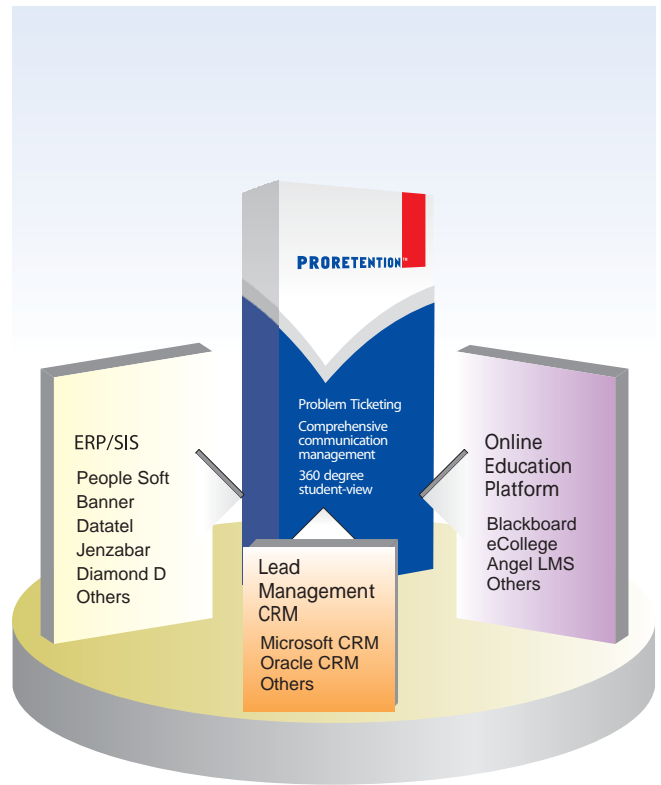 PRORETENTION™
Problem Ticketing
Comprehensive
communication
management
360 degree
student-view
ERP/SIS
People Soft
Banner
Datatel
Jenzabar
Diamond D
Others
Lead
Management
CRM
Microsoft CRM
Oracle CRM
Others
Online
Education
Platform
Blackboard
eCollege
Angel LMS
Others